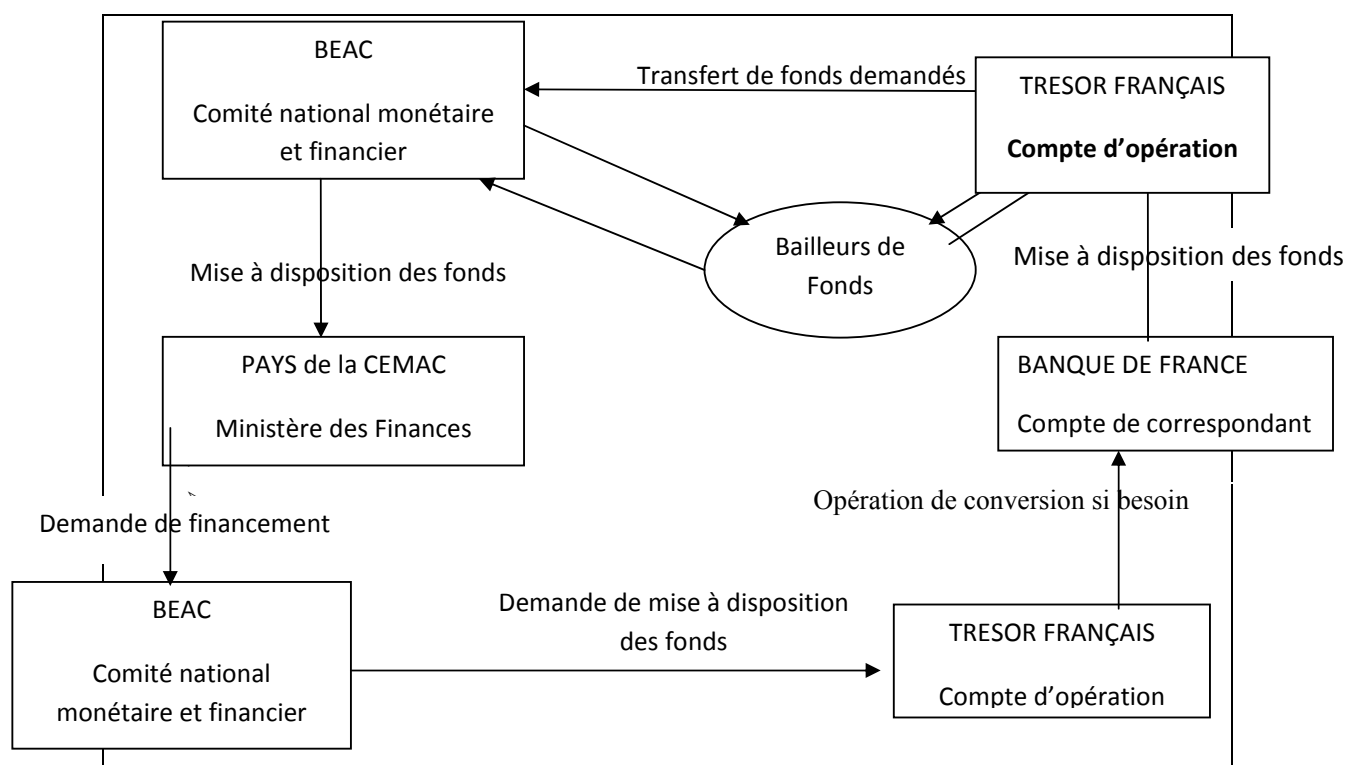 BEAC
Comité national monétaire
et financier
Transfert de fonds demandés
TRESOR FRANÇAIS
Compte d’opération
Bailleurs de
Fonds
Mise à disposition des fonds
Mise à disposition des fonds
PAYS de la CEMAC
Ministère des Finances
BANQUE DE FRANCE
Compte de correspondant
Opération de conversion si besoin
Demande de financement
BEAC
Comité national
monétaire et financier
Demande de mise à disposition
des fonds
TRESOR FRANÇAIS
Compte d’opération